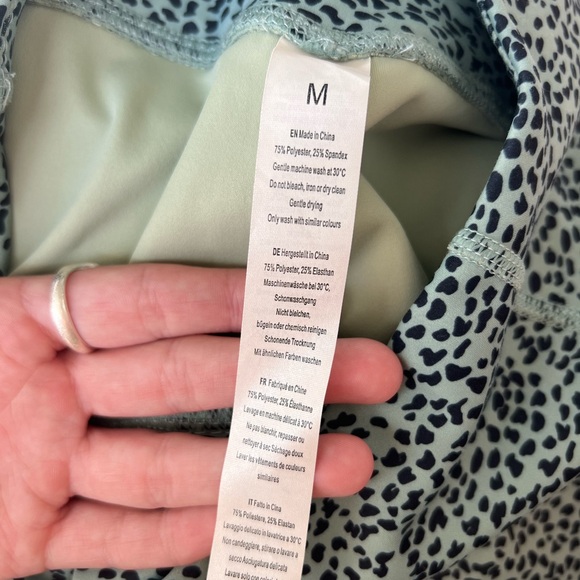 M
EN Made in China
75% Polyester, 25% Spandex
Gentle machine wash at 30°C
Do not bleach, iron or dry clean
Gentle drying
Only wash with similar colours
DE Hergestellt in China
75% Polyester, 25% Elasthan
Maschinenwäsche bei 30°C,
Schonwaschgang
Nicht bleichen,
bügeln oder chemisch reinigen
Schonende Trocknung
Mit ähnlichen Farben waschen
FR Fabriqué en Chine
75% Polyester, 25% Élasthanne
Lavage en machine délicat à 30°C
Ne pas blanchir, repasser ou
nettoyer à sec Séchage doux
Laver les vêtements de couleurs
similaires
IT Fatto in Cina
75% Poliestere, 25% Elastan
Lavaggio delicato in lavatrice a 30°C
Non candeggiare, stirare o lavare a
secco Asciugatura delicata